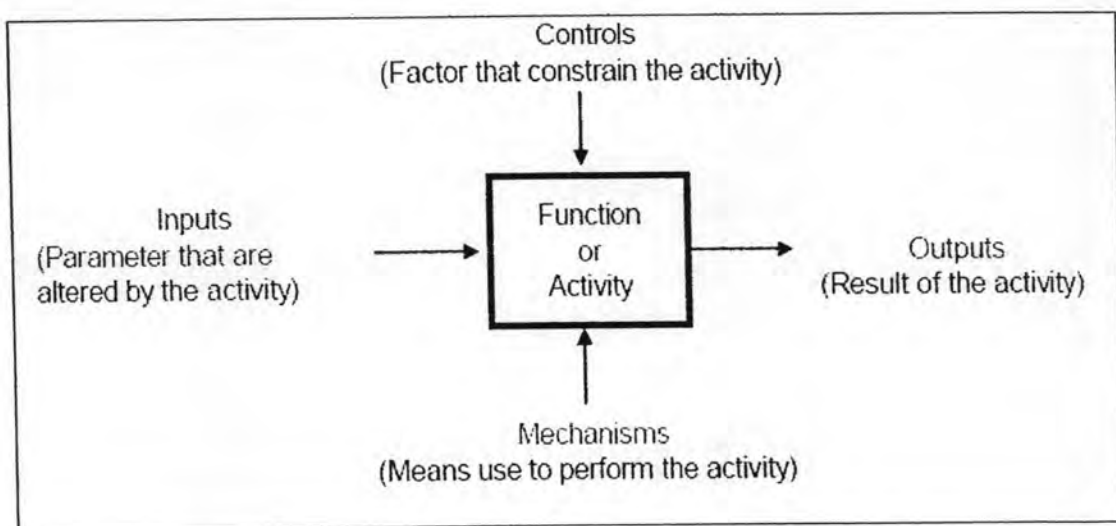 Controls
(Factor that constrain the activity)
Inputs
(Parameter that are
altered by the activity)
Function
or
Activity
Outputs
(Result of the activity)
Mechanisms
(Means use to perform the activity)